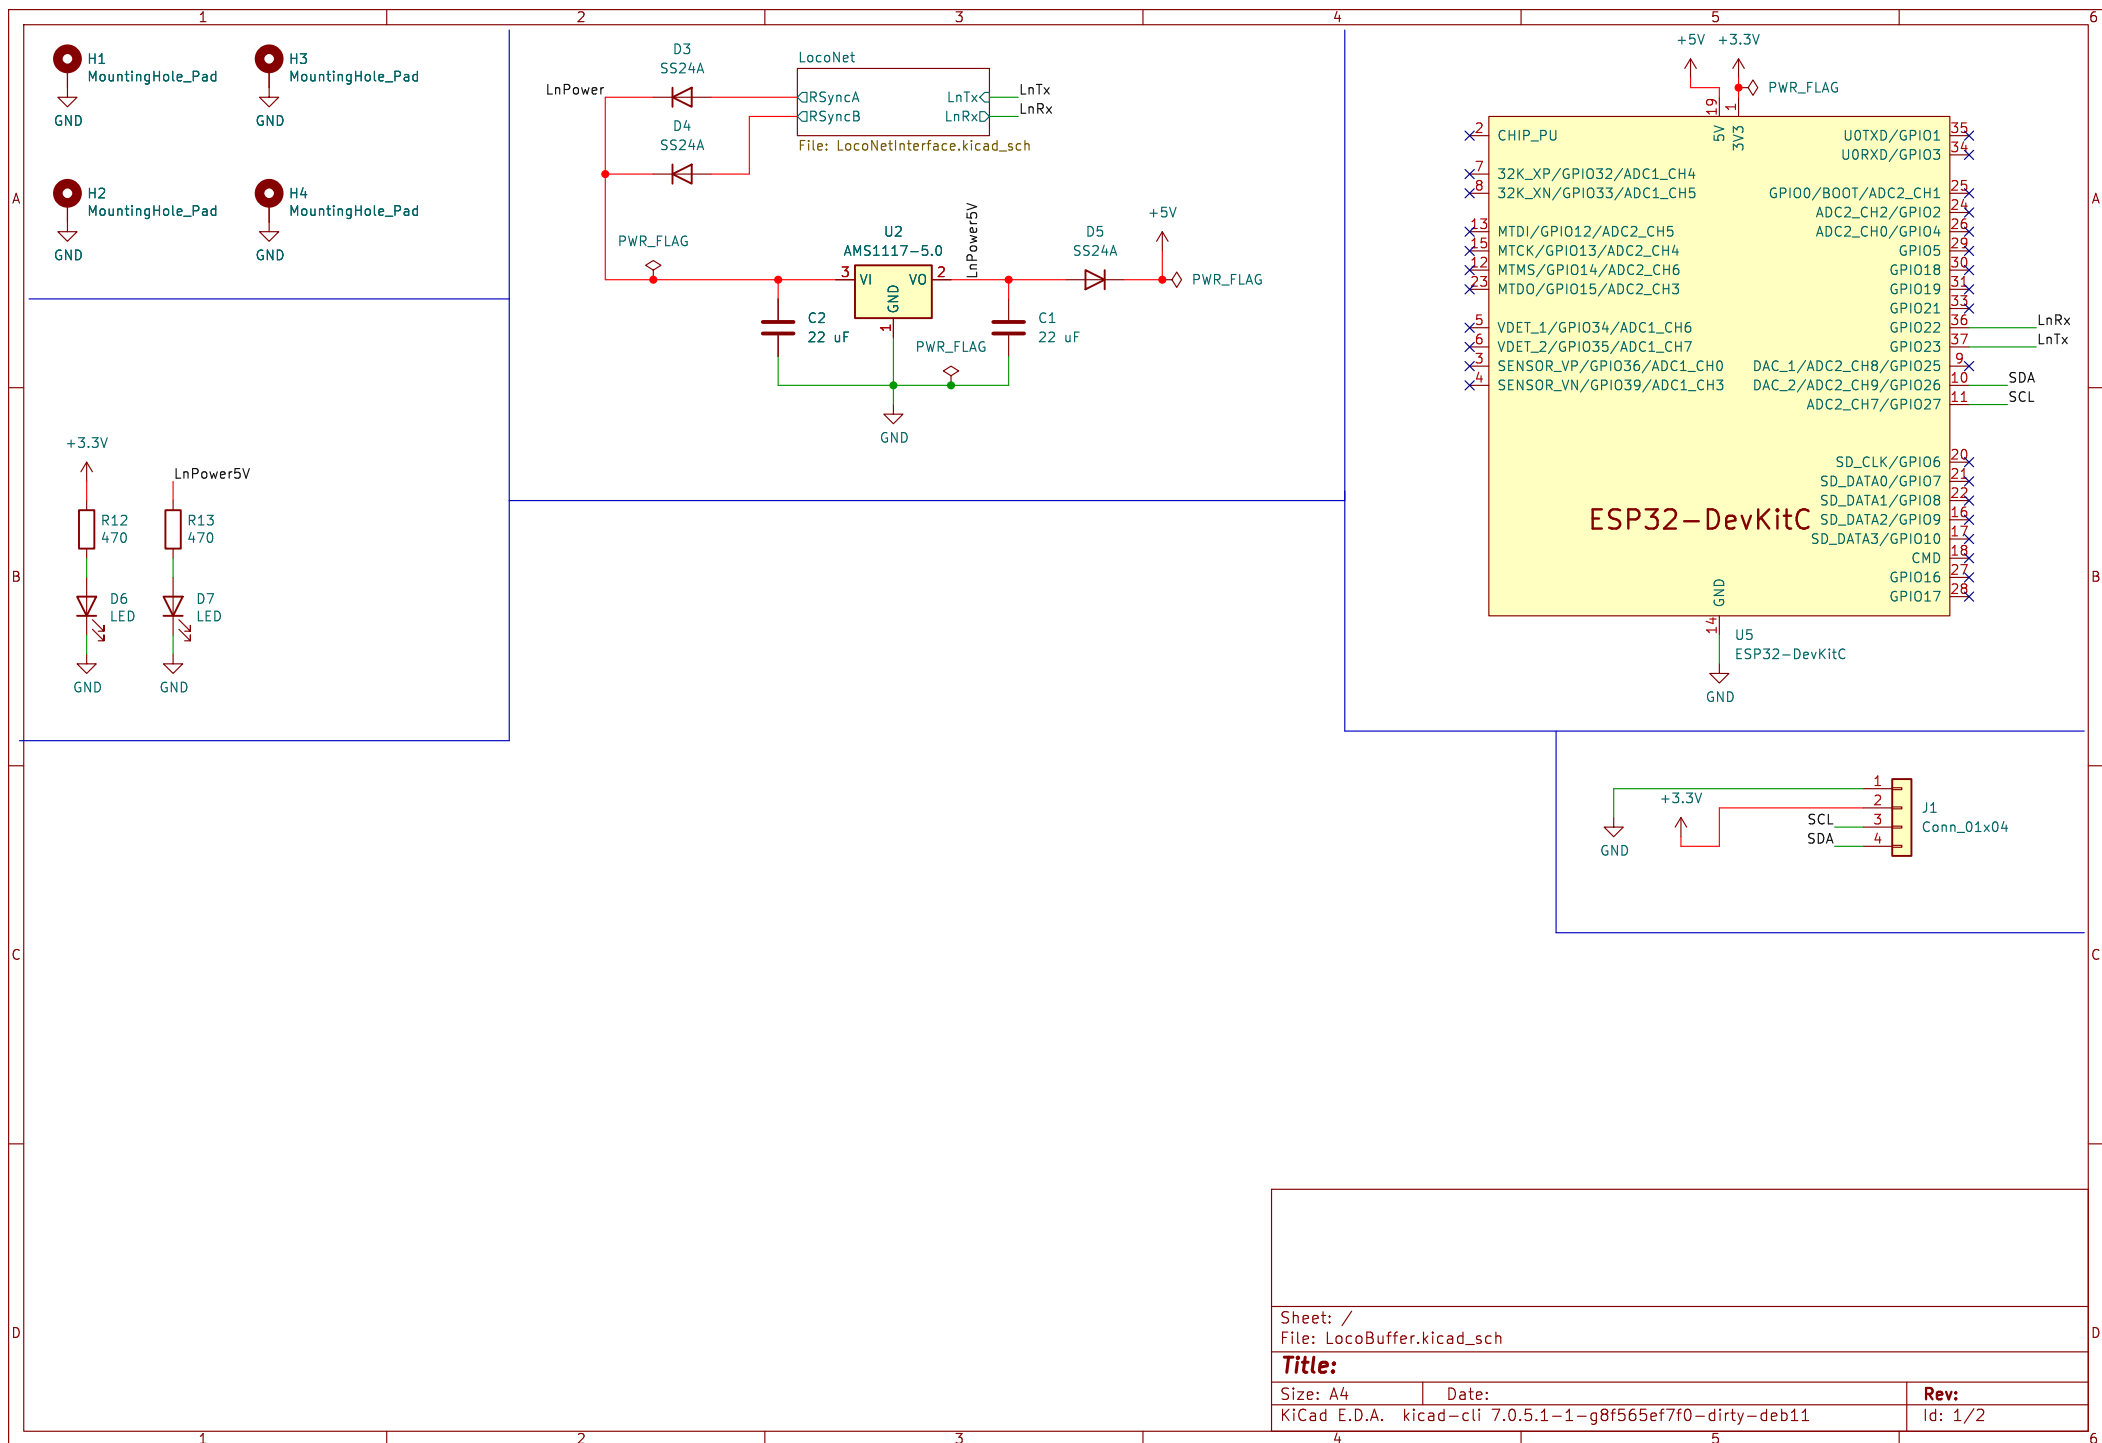 1 2 3 4 5 6
A
B
C
D
A
B
C
D
1 2 3 4 5 6
H1
MountingHole_Pad
GND
H3
MountingHole_Pad
GND
H2
MountingHole_Pad
GND
H4
MountingHole_Pad
GND
+3.3V
R12
470
D6
LED
GND
LnPower5V
R13
470
D7
LED
GND
LnPower
D3
SS24A
D4
SS24A
LocoNet
RSyncA
RSyncB
LnTx
LnRx
LnTx
LnRx
File: LocoNetInterface.kicad_sch
PWR_FLAG
U2
AMS1117-5.0
3
VI
VO
2
GND
1
LnPower5V
C2
22 uF
C1
22 uF
PWR_FLAG
GND
D5
SS24A
+5V
PWR_FLAG
+5V
+3.3V
PWR_FLAG
19
1
5V
3V3
2 CHIP_PU
7 32K_XP/GPIO32/ADC1_CH4
8 32K_XN/GPIO33/ADC1_CH5
13 MTDI/GPIO12/ADC2_CH5
15 MTCK/GPIO13/ADC2_CH4
12 MTMS/GPIO14/ADC2_CH6
23 MTDO/GPIO15/ADC2_CH3
5 VDET_1/GPIO34/ADC1_CH6
6 VDET_2/GPIO35/ADC1_CH7
3 SENSOR_VP/GPIO36/ADC1_CH0
4 SENSOR_VN/GPIO39/ADC1_CH3
U0TXD/GPIO1 35
U0RXD/GPIO3 34
GPIO0/BOOT/ADC2_CH1 25
ADC2_CH2/GPIO2 24
ADC2_CH0/GPIO4 26
GPIO5 29
GPIO18 30
GPIO19 31
GPIO21 33
GPIO22 36 LnRx
GPIO23 37 LnTx
DAC_1/ADC2_CH8/GPIO25 9
DAC_2/ADC2_CH9/GPIO26 10 SDA
ADC2_CH7/GPIO27 11 SCL
SD_CLK/GPIO6 20
SD_DATA0/GPIO7 21
SD_DATA1/GPIO8 22
SD_DATA2/GPIO9 16
SD_DATA3/GPIO10 17
CMD 18
GPIO16 27
GPIO17 28
ESP32-DevKitC
GND
14
U5
ESP32-DevKitC
GND
GND
+3.3V
SCL
SDA
1
2
3
4
J1
Conn_01x04
Sheet: /
File: LocoBuffer.kicad_sch
Title:
Size: A4 Date: Rev:
KiCad E.D.A. kicad-cli 7.0.5.1-1-g8f565ef7f0-dirty-deb11 Id: 1/2